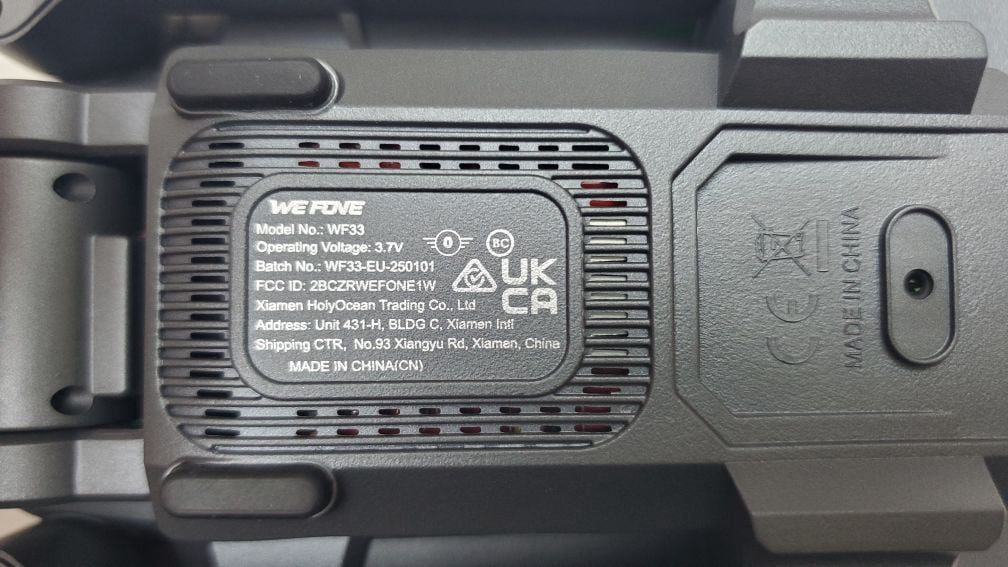 WE FONE
Model No.: WF33
Operating Voltage: 3.7V
Batch No.: WF33-EU-250101
FCC ID: 2BCZRWEFONE1W
Xiamen HolyOcean Trading Co., Ltd
Address: Unit 431-H, BLDG C, Xiamen Intl
Shipping CTR, No.93 Xiangyu Rd, Xiamen, China
MADE IN CHINA(CN)
0
BC
UK
CA
CE
MADE IN CHINA